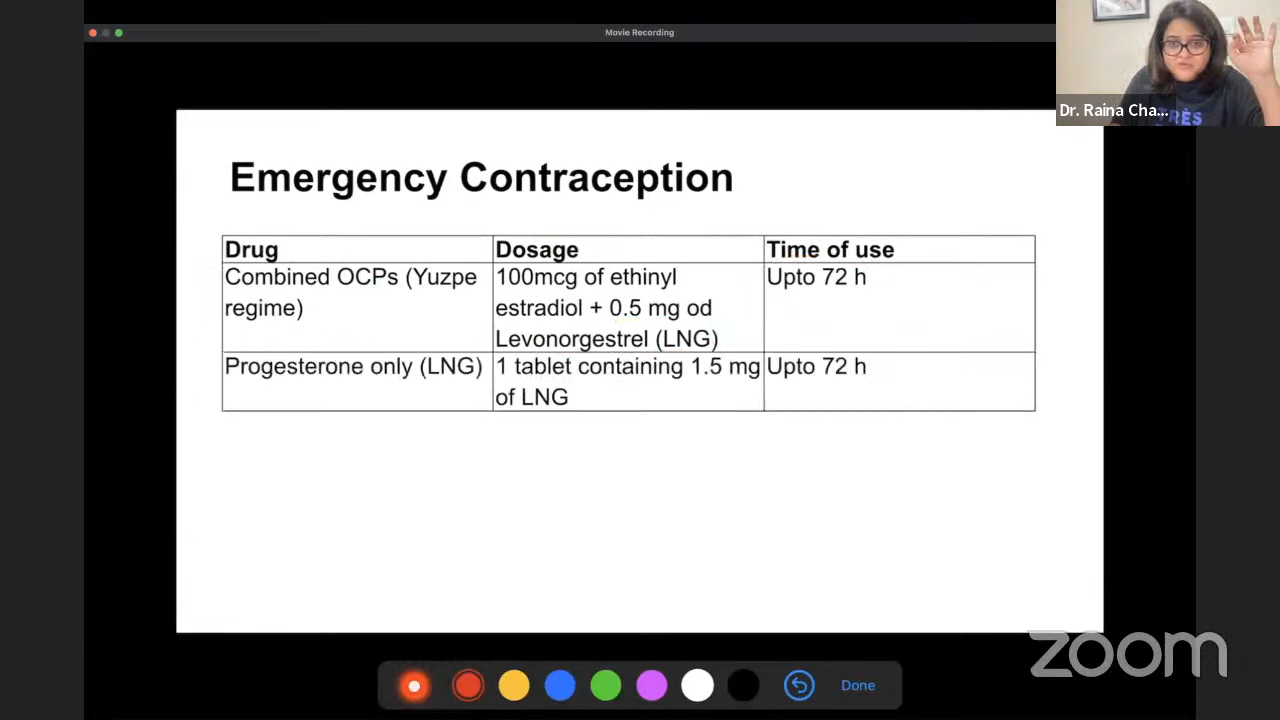 Movie Recording
Dr. Raina Cha...
TRÈS
Emergency Contraception
Drug
Dosage
Time of use
Combined OCPs (Yuzpe
regime)
100mcg of ethinyl
estradiol + 0.5 mg od
Levonorgestrel (LNG)
Upto 72 h
Progesterone only (LNG)
1 tablet containing 1.5 mg
of LNG
Upto 72 h
zoom
Done